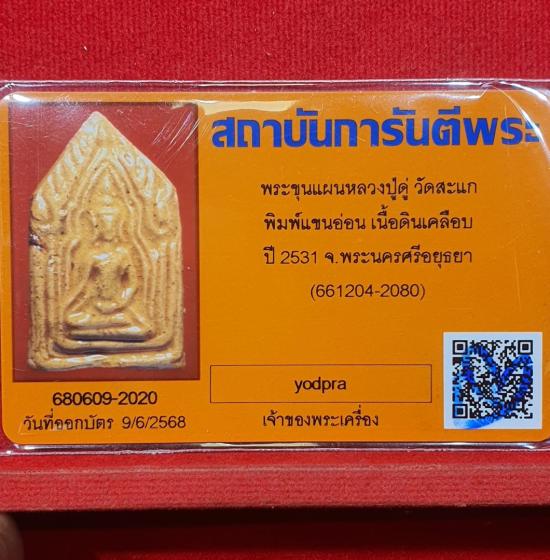 สถาบันการันตีพระ
พระขุนแผนหลวงปู่ดู่ วัดสะแก
พิมพ์แขนอ่อน เนื้อดินเคลือบ
ปี 2531 จ.พระนครศรีอยุธยา
(661204-2080)
yodpra
เจ้าของพระเครื่อง
680609-2020
วันที่ออกบัตร 9/6/2568